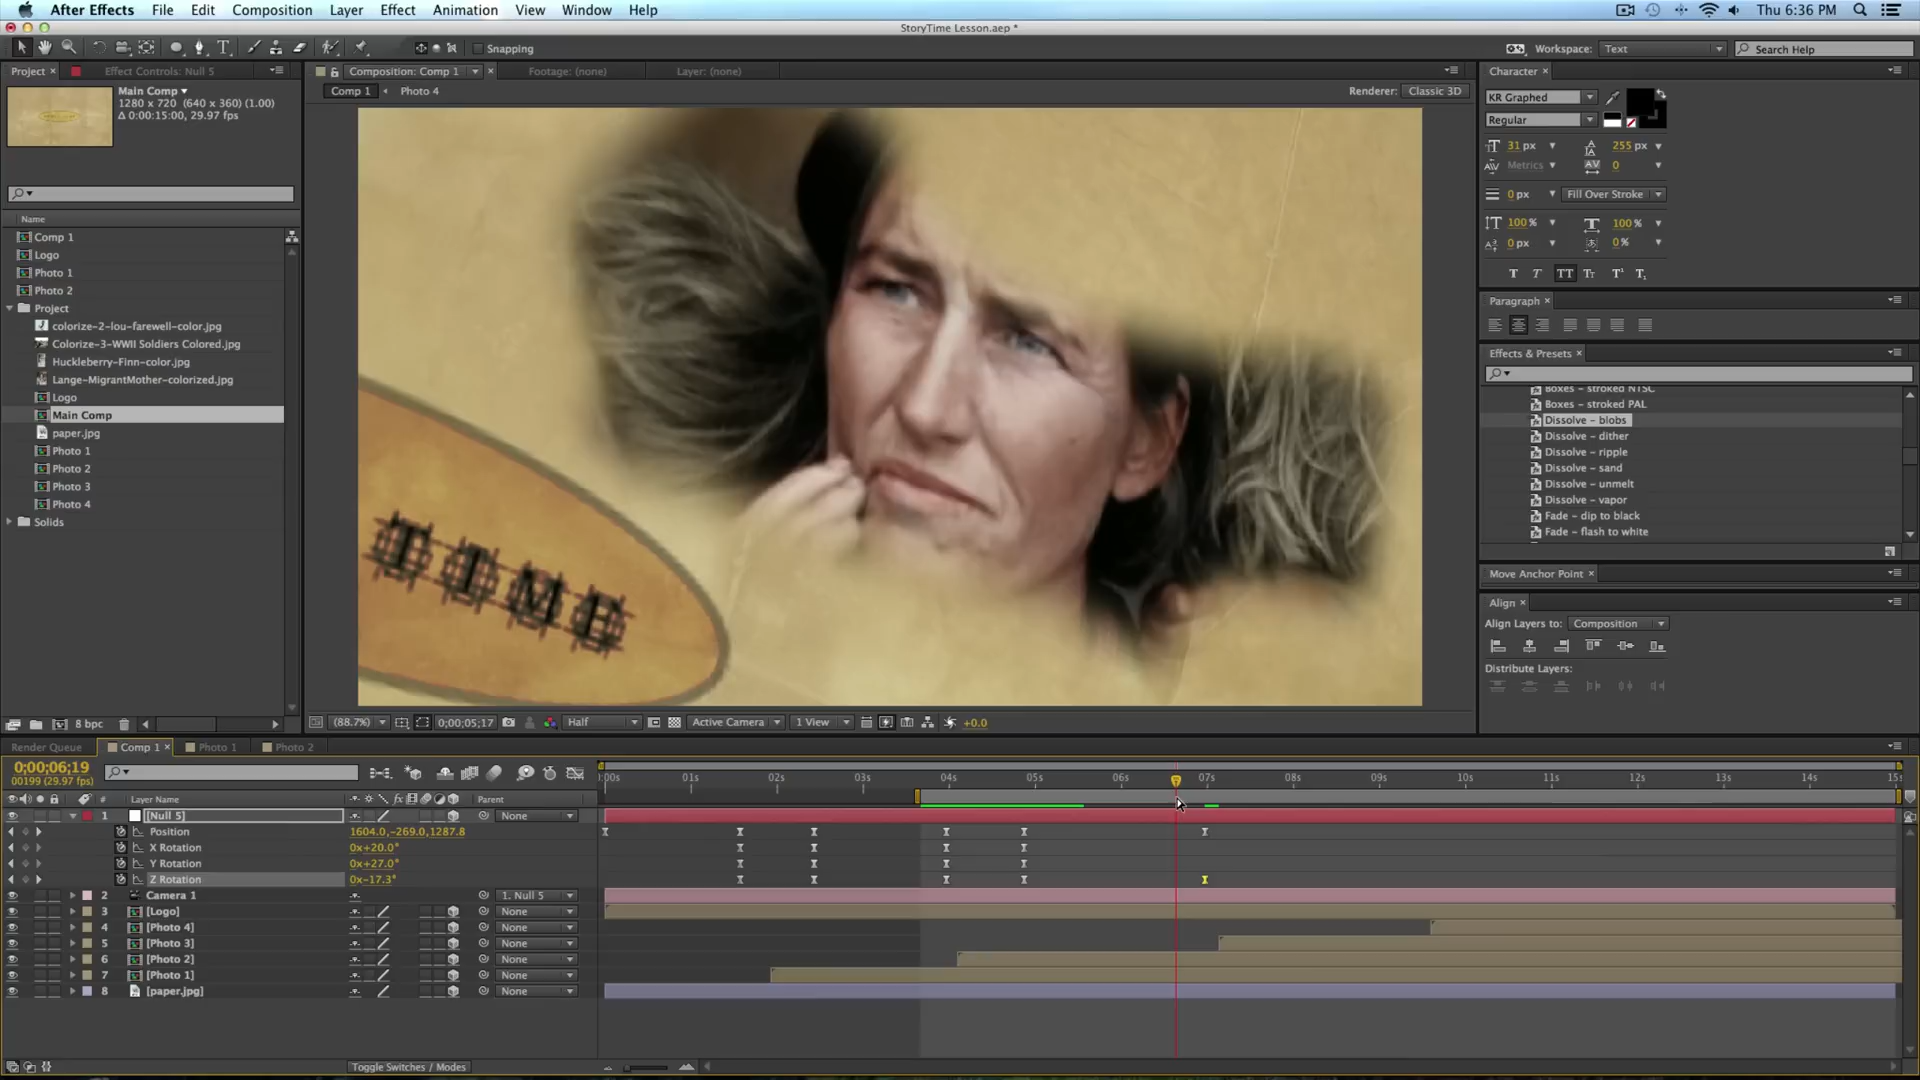 After Effects File Edit Composition Layer Effect Animation View Window Help Thu 6:36 PM
StoryTime Lesson.aep *
Snapping Workspace: Text Search Help
Project Effect Controls: Null 5
Main Comp
1280 x 720 (640 x 360) (1.00)
Δ 0:00:15:00, 29.97 fps
Name
Comp 1
Logo
Photo 1
Photo 2
Project
colorize-2-lou-farewell-color.jpg
Colorize-3-WWII Soldiers Colored.jpg
Huckleberry-Finn-color.jpg
Lange-MigrantMother-colorized.jpg
Logo
Main Comp
paper.jpg
Photo 1
Photo 2
Photo 3
Photo 4
Solids
8 bpc
Composition: Comp 1 Footage: (none) Layer: (none)
Comp 1 Photo 4 Renderer: Classic 3D
TIME
(88.7%) 0;00;05;17 Half Active Camera 1 View +0.0
Character
KR Graphed
Regular
31 px 255 px
Metrics 0
0 px Fill Over Stroke
100 % 100 %
0 px 0 %
T T TT Tt T¹ T₁
Paragraph
Effects & Presets
Boxes - stroked NTSC
Boxes - stroked PAL
Dissolve - blobs
Dissolve - dither
Dissolve - ripple
Dissolve - sand
Dissolve - unmelt
Dissolve - vapor
Fade - dip to black
Fade - flash to white
Move Anchor Point
Align
Align Layers to: Composition
Distribute Layers:
Render Queue Comp 1 Photo 1 Photo 2
0;00;06;19
00199 (29.97 fps)
:00s 01s 02s 03s 04s 05s 06s 07s 08s 09s 10s 11s 12s 13s 14s 15s
# Layer Name Parent
1 [Null 5] None
Position 1604.0,-269.0,1287.8
X Rotation 0x+20.0°
Y Rotation 0x+27.0°
Z Rotation 0x-17.3°
2 Camera 1 1. Null 5
3 [Logo] None
4 [Photo 4] None
5 [Photo 3] None
6 [Photo 2] None
7 [Photo 1] None
8 [paper.jpg] None
Toggle Switches / Modes